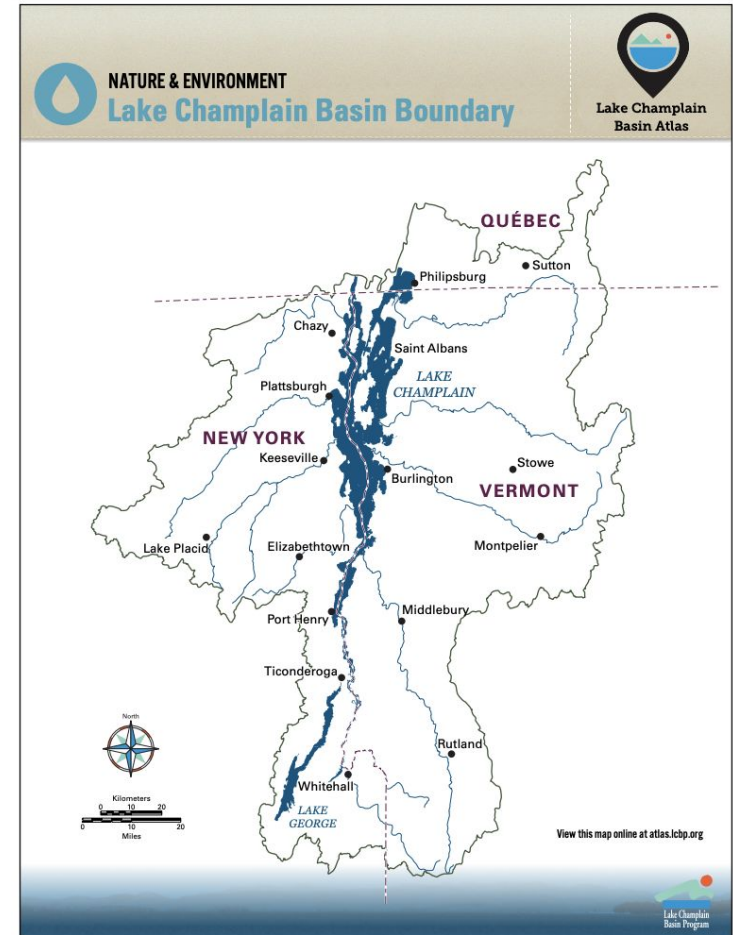 NATURE & ENVIRONMENT
Lake Champlain Basin Boundary
Lake Champlain
Basin Atlas
QUÉBEC
Sutton
Philipsburg
Chazy
Saint Albans
LAKE
CHAMPLAIN
Plattsburgh
NEW YORK
Keeseville
Stowe
Burlington
VERMONT
Lake Placid
Elizabethtown
Montpelier
Port Henry
Middlebury
Ticonderoga
North
Rutland
Whitehall
Kilometers
0 10 20
0 10 20
Miles
LAKE
GEORGE
View this map online at atlas.lcbp.org
Lake Champlain
Basin Program